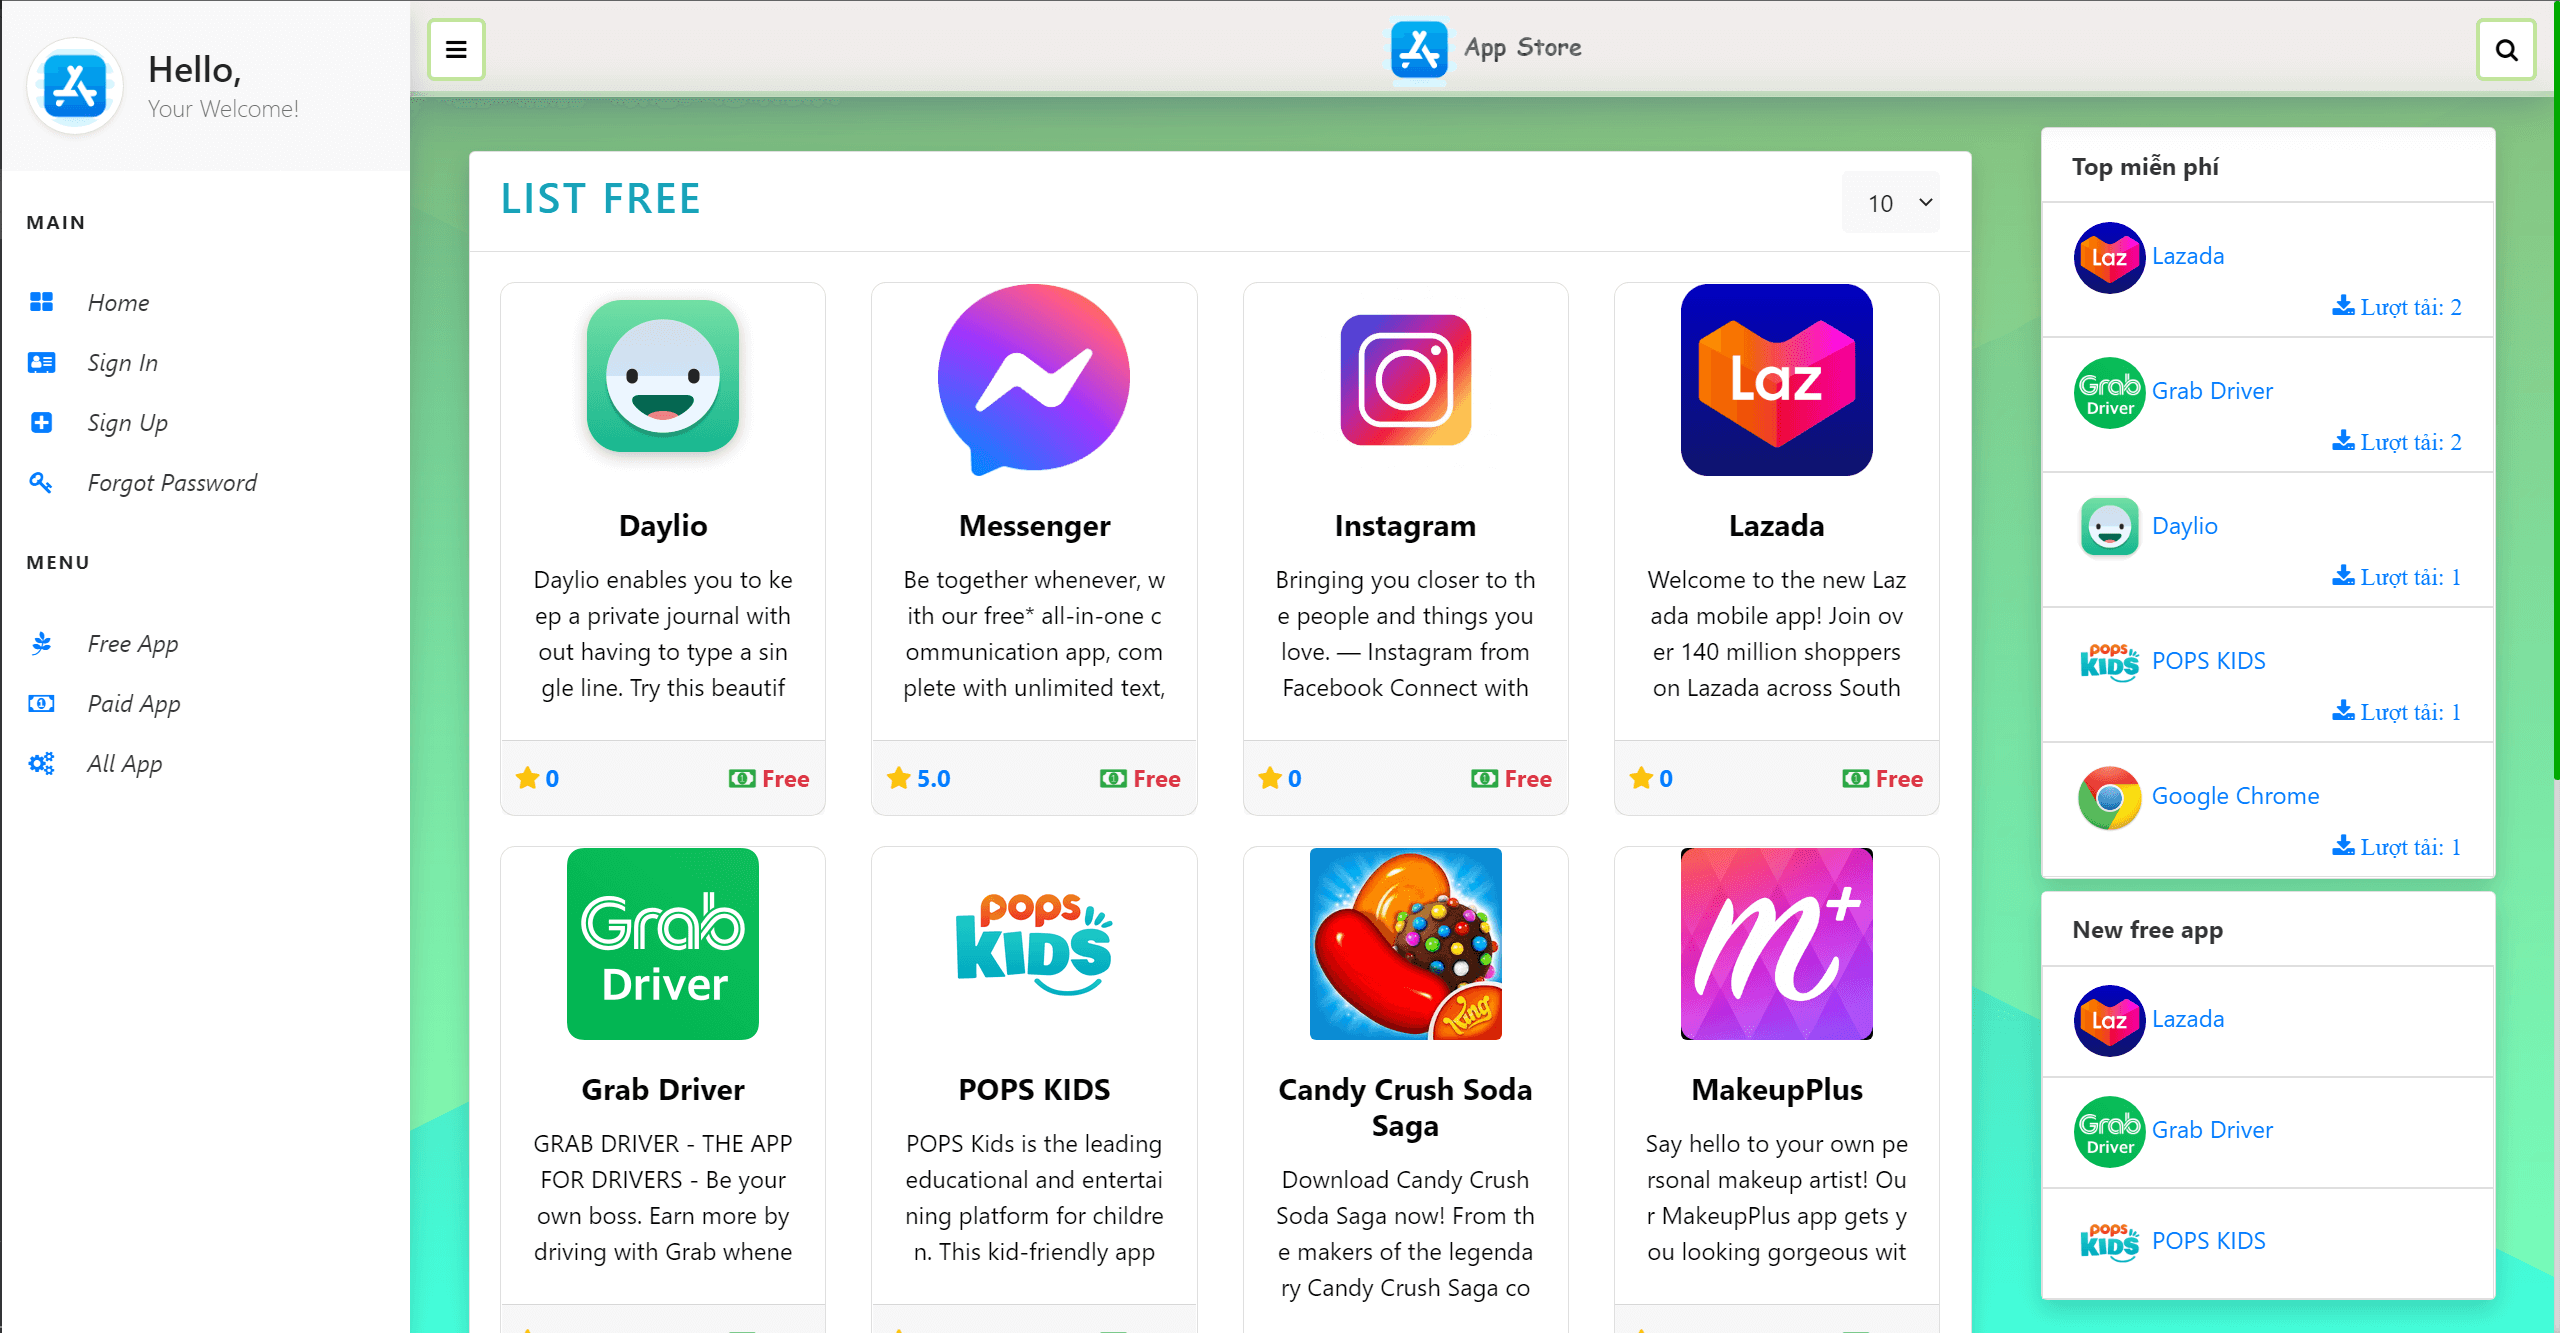 Hello,
Your Welcome!
MAIN
Home
Sign In
Sign Up
Forgot Password
MENU
Free App
Paid App
All App
App Store
LIST FREE
10
Daylio
Daylio enables you to ke
ep a private journal with
out having to type a sin
gle line. Try this beautif
0
Free
Messenger
Be together whenever, w
ith our free* all-in-one c
ommunication app, com
plete with unlimited text,
5.0
Free
Instagram
Bringing you closer to th
e people and things you
love. — Instagram from
Facebook Connect with
0
Free
Laz
Lazada
Welcome to the new Laz
ada mobile app! Join ov
er 140 million shoppers
on Lazada across South
0
Free
Grab
Driver
Grab Driver
GRAB DRIVER - THE APP
FOR DRIVERS - Be your
own boss. Earn more by
driving with Grab whene
POPS
KIDS
POPS KIDS
POPS Kids is the leading
educational and entertai
ning platform for childre
n. This kid-friendly app
King
Candy Crush Soda
Saga
Download Candy Crush
Soda Saga now! From th
e makers of the legenda
ry Candy Crush Saga co
m+
MakeupPlus
Say hello to your own pe
rsonal makeup artist! Ou
r MakeupPlus app gets y
ou looking gorgeous wit
Top miễn phí
Laz
Lazada
Lượt tải: 2
Grab
Driver
Grab Driver
Lượt tải: 2
Daylio
Lượt tải: 1
POPS
KIDS
POPS KIDS
Lượt tải: 1
Google Chrome
Lượt tải: 1
New free app
Laz
Lazada
Grab
Driver
Grab Driver
POPS
KIDS
POPS KIDS